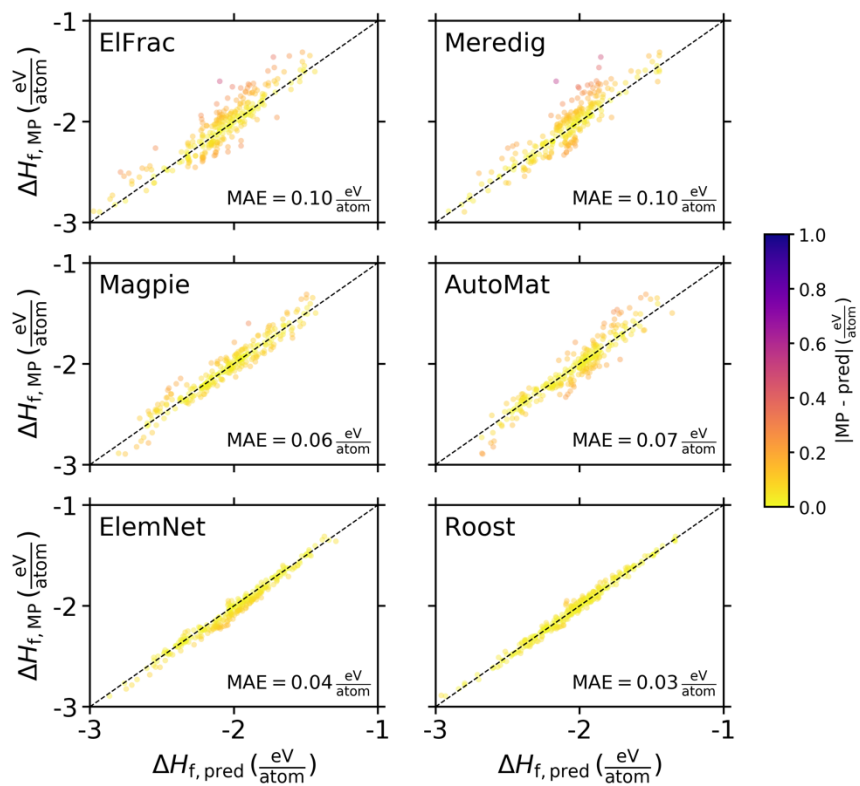 -1
ElFrac
Meredig
-2
ΔH_f,MP (eV/atom)
MAE = 0.10 eV/atom
MAE = 0.10 eV/atom
-3
-1
Magpie
AutoMat
-2
ΔH_f,MP (eV/atom)
MAE = 0.06 eV/atom
MAE = 0.07 eV/atom
-3
-1
ElemNet
Roost
-2
ΔH_f,MP (eV/atom)
MAE = 0.04 eV/atom
MAE = 0.03 eV/atom
-3
-3 -2 -1
-3 -2 -1
ΔH_f,pred (eV/atom)
ΔH_f,pred (eV/atom)
1.0
0.8
0.6
0.4
0.2
0.0
|MP - pred| (eV/atom)